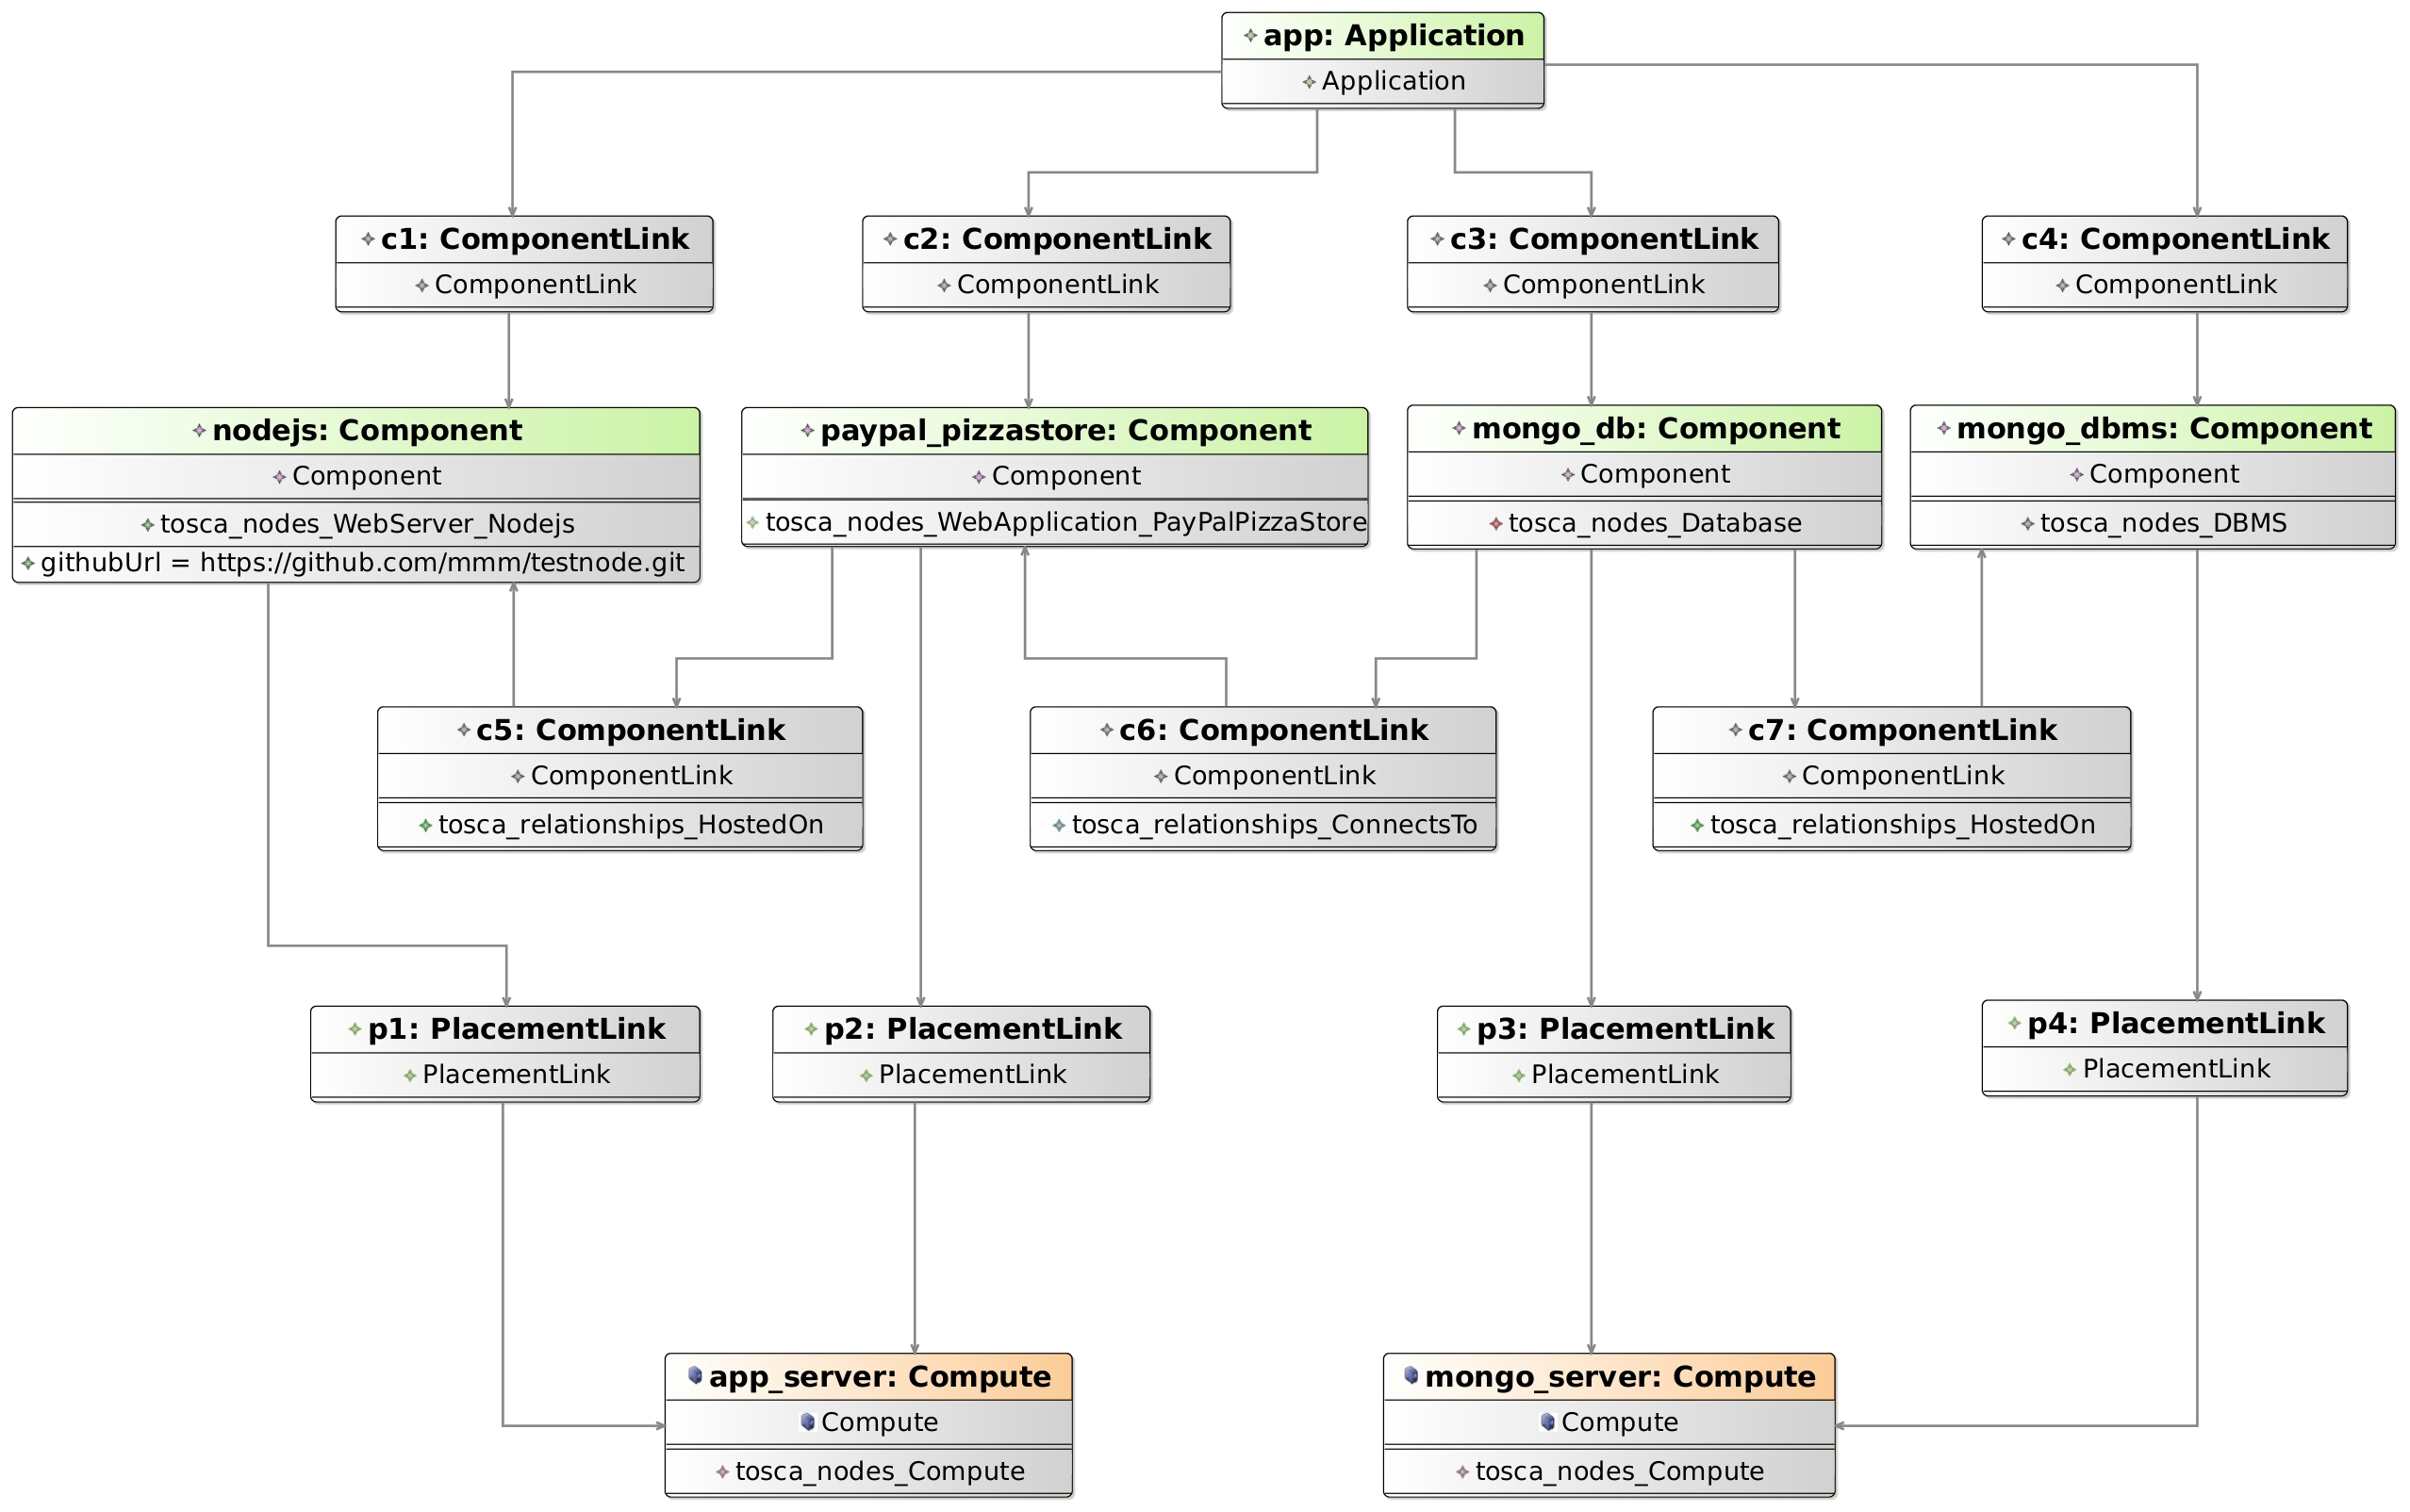 app: Application
Application
c1: ComponentLink
ComponentLink
c2: ComponentLink
ComponentLink
c3: ComponentLink
ComponentLink
c4: ComponentLink
ComponentLink
nodejs: Component
Component
tosca_nodes_WebServer_Nodejs
githubUrl = https://github.com/mmm/testnode.git
paypal_pizzastore: Component
Component
tosca_nodes_WebApplication_PayPalPizzaStore
mongo_db: Component
Component
tosca_nodes_Database
mongo_dbms: Component
Component
tosca_nodes_DBMS
c5: ComponentLink
ComponentLink
tosca_relationships_HostedOn
c6: ComponentLink
ComponentLink
tosca_relationships_ConnectsTo
c7: ComponentLink
ComponentLink
tosca_relationships_HostedOn
p1: PlacementLink
PlacementLink
p2: PlacementLink
PlacementLink
p3: PlacementLink
PlacementLink
p4: PlacementLink
PlacementLink
app_server: Compute
Compute
tosca_nodes_Compute
mongo_server: Compute
Compute
tosca_nodes_Compute